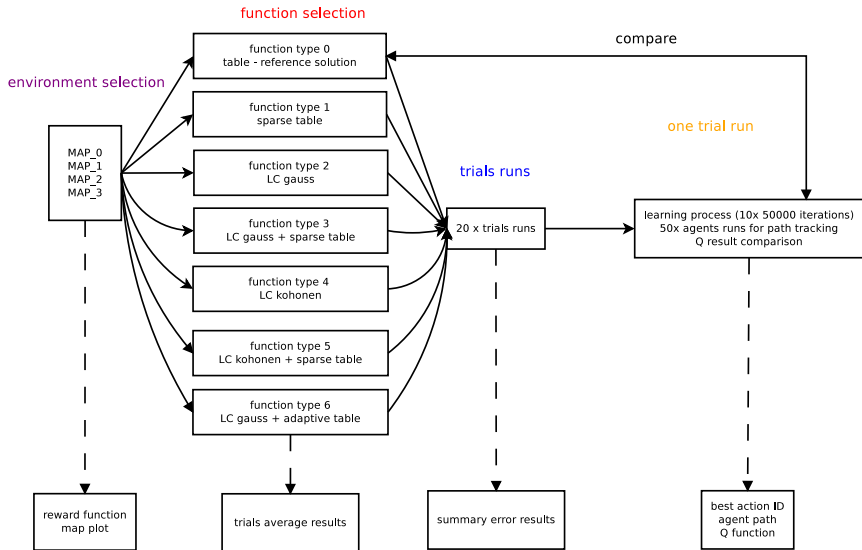 function selection
function type 0
table - reference solution
compare
environment selection
function type 1
sparse table
one trial run
MAP_0
MAP_1
MAP_2
MAP_3
function type 2
LC gauss
trials runs
function type 3
LC gauss + sparse table
20 x trials runs
learning process (10x 50000 iterations)
50x agents runs for path tracking
Q result comparison
function type 4
LC kohonen
function type 5
LC kohonen + sparse table
function type 6
LC gauss + adaptive table
reward function
map plot
trials average results
summary error results
best action ID
agent path
Q function